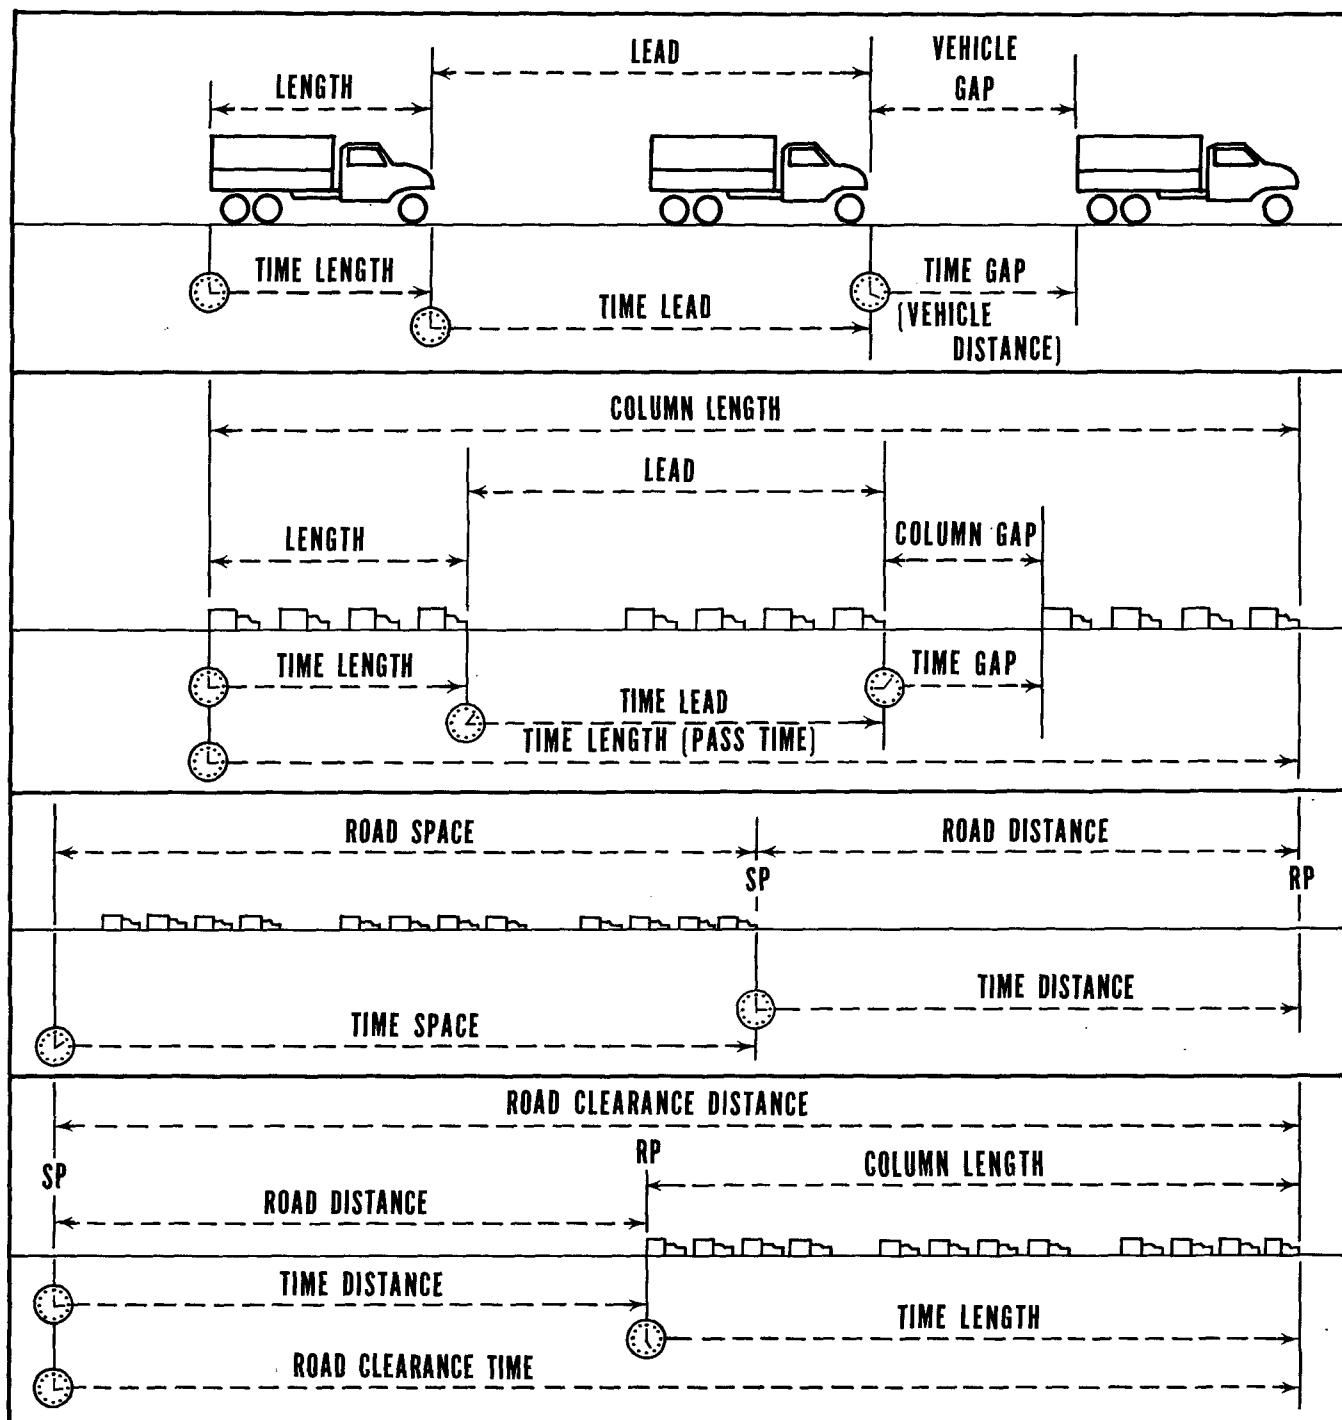 LEAD
VEHICLE
GAP
LENGTH
TIME LENGTH
TIME GAP
TIME LEAD
(VEHICLE
DISTANCE)
COLUMN LENGTH
LEAD
LENGTH
COLUMN GAP
TIME LENGTH
TIME GAP
TIME LEAD
TIME LENGTH (PASS TIME)
ROAD SPACE
ROAD DISTANCE
SP
RP
TIME DISTANCE
TIME SPACE
ROAD CLEARANCE DISTANCE
RP
COLUMN LENGTH
SP
ROAD DISTANCE
TIME DISTANCE
TIME LENGTH
ROAD CLEARANCE TIME